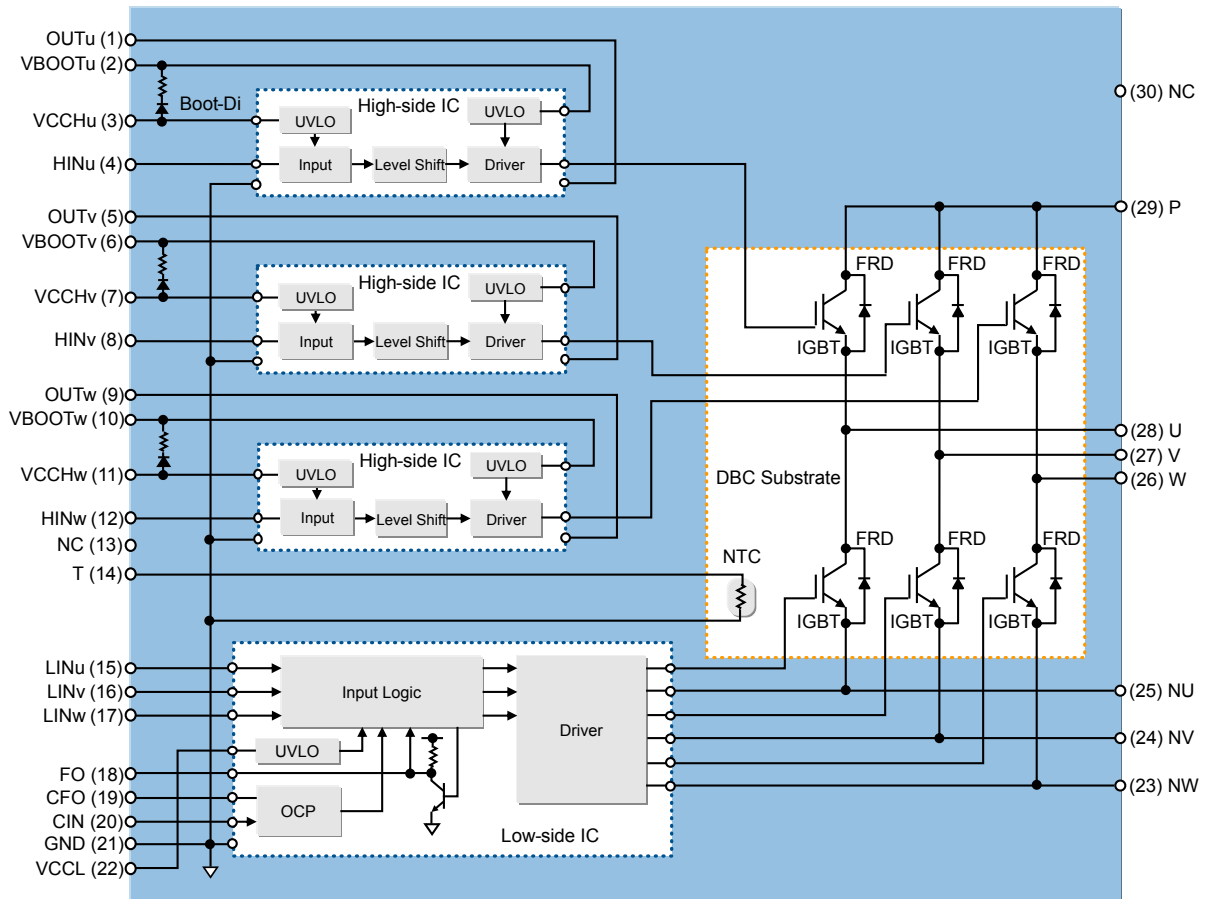 OUTu (1)
VBOOTu (2)
Boot-Di
VCCHu (3)
HINu (4)
High-side IC
UVLO
UVLO
Input
Level Shift
Driver
(30) NC
OUTv (5)
VBOOTv (6)
VCCHv (7)
HINv (8)
High-side IC
UVLO
UVLO
Input
Level Shift
Driver
(29) P
FRD
FRD
FRD
IGBT
IGBT
IGBT
OUTw (9)
VBOOTw (10)
VCCHw (11)
HINw (12)
NC (13)
T (14)
High-side IC
UVLO
UVLO
Input
Level Shift
Driver
(28) U
(27) V
(26) W
DBC Substrate
NTC
FRD
FRD
FRD
IGBT
IGBT
IGBT
LINu (15)
LINv (16)
LINw (17)
Input Logic
Driver
UVLO
(25) NU
(24) NV
(23) NW
FO (18)
CFO (19)
CIN (20)
GND (21)
VCCL (22)
OCP
Low-side IC